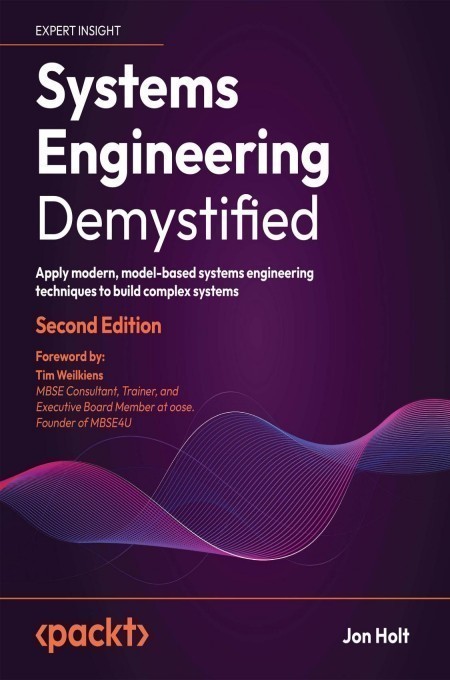 EXPERT INSIGHT
Systems
Engineering
Demystified
Apply modern, model-based systems engineering
techniques to build complex systems
Second Edition
Foreword by:
Tim Weilkiens
MBSE Consultant, Trainer, and
Executive Board Member at oose.
Founder of MBSE4U
<packt>
Jon Holt